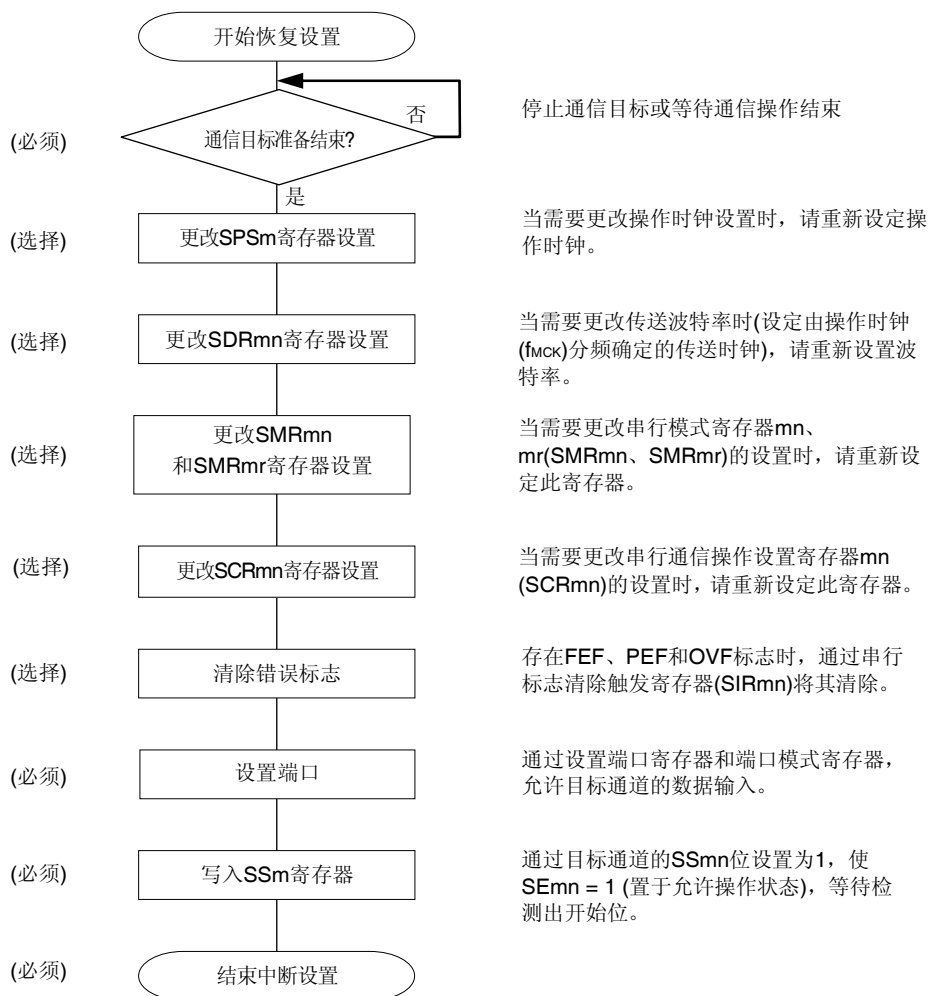 开始恢复设置
否
停止通信目标或等待通信操作结束
(必须)
通信目标准备结束?
是
(选择)
更改SPSm寄存器设置
当需要更改操作时钟设置时，请重新设定操
作时钟。
(选择)
更改SDRmn寄存器设置
当需要更改传送波特率时(设定由操作时钟
(fMCK)分频确定的传送时钟)，请重新设置波
特率。
(选择)
更改SMRmn
和SMRmr寄存器设置
当需要更改串行模式寄存器mn、
mr(SMRmn、SMRmr)的设置时，请重新设
定此寄存器。
(选择)
更改SCRmn寄存器设置
当需要更改串行通信操作设置寄存器mn
(SCRmn)的设置时，请重新设定此寄存器。
(选择)
清除错误标志
存在FEF、PEF和OVF标志时，通过串行
标志清除触发寄存器(SIRmn)将其清除。
(必须)
设置端口
通过设置端口寄存器和端口模式寄存器，
允许目标通道的数据输入。
(必须)
写入SSm寄存器
通过目标通道的SSmn位设置为1，使
SEmn = 1 (置于允许操作状态)，等待检
测出开始位。
(必须)
结束中断设置